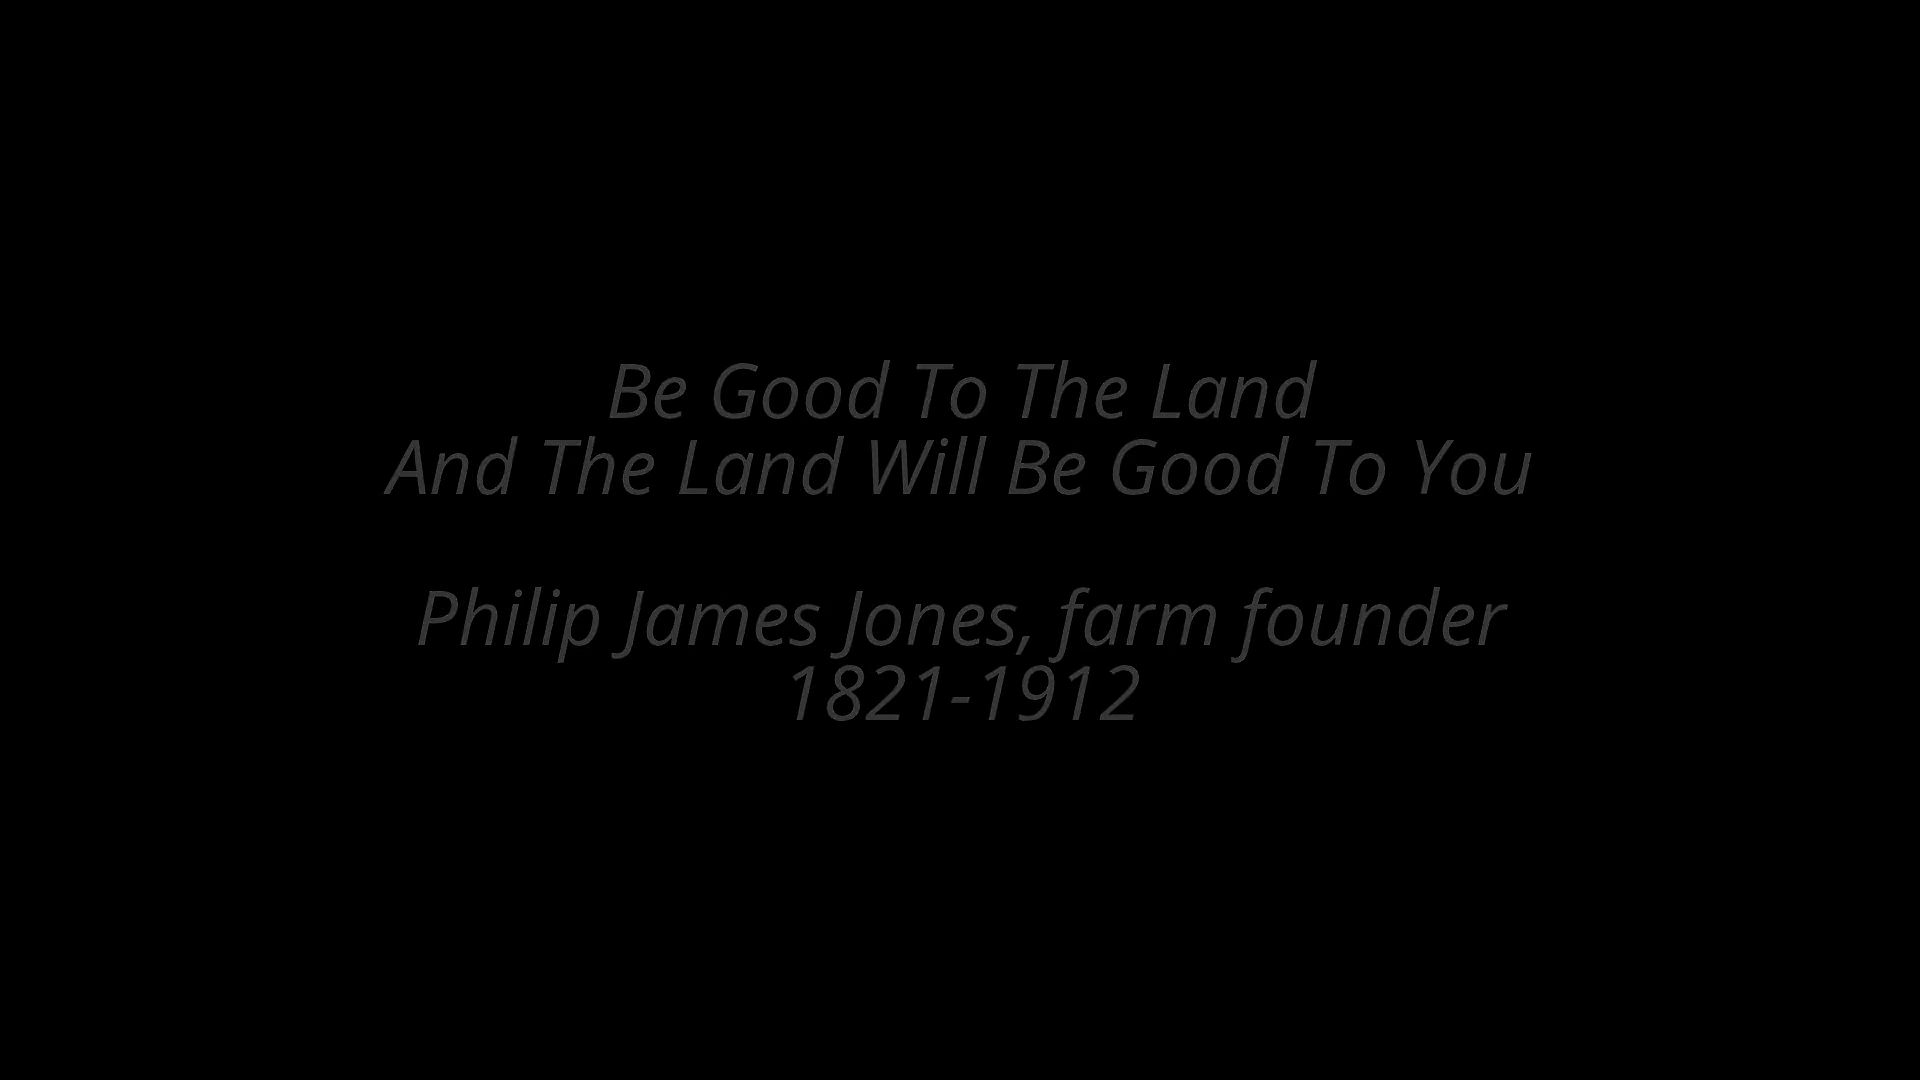 Be Good To The Land
And The Land Will Be Good To You
Philip James Jones, farm founder
1821-1912